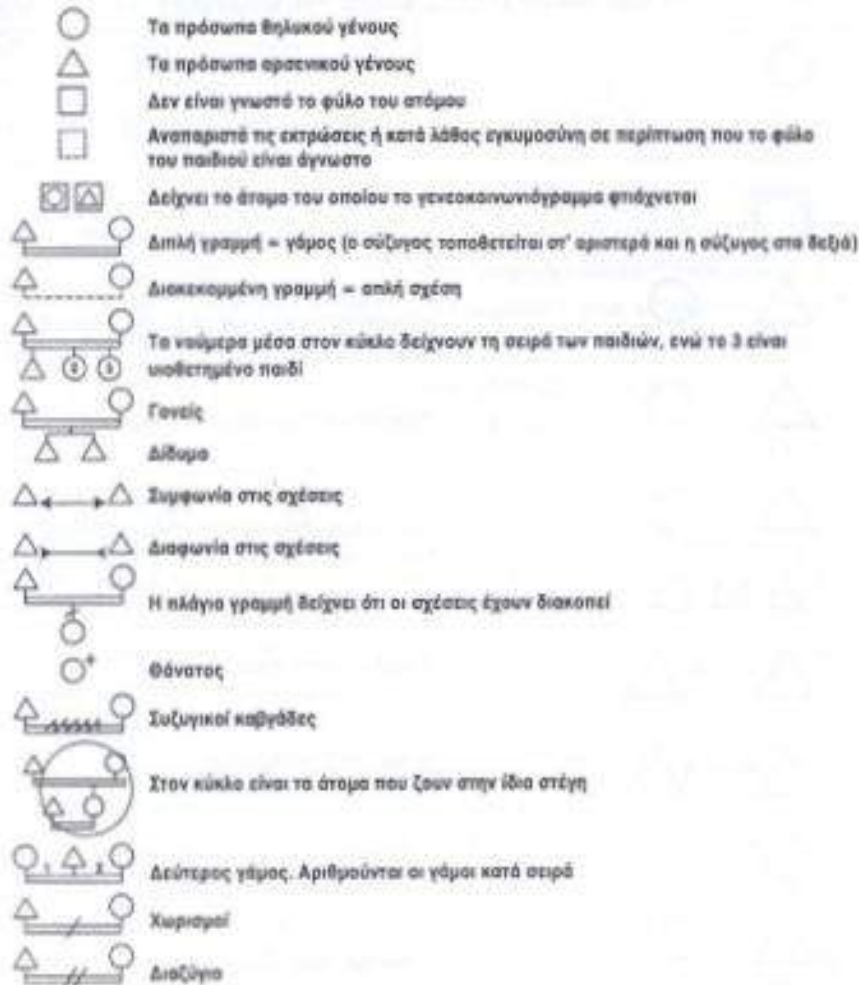 Τα πρόσωπα θηλυκού γένους
Τα πρόσωπα αρσενικού γένους
Δεν είναι γνωστό το φύλο του ατόμου
Αναπαριστά τις εκτρώσεις ή κατά λάθος εγκυμοσύνη σε περίπτωση που το φύλο
του παιδιού είναι άγνωστο
Δείχνει το άτομο του οποίου το γενεοκοινωνιόγραμμα φτιάχνεται
Διπλή γραμμή = γάμος (ο σύζυγος τοποθετείται στ' αριστερά και η σύζυγος στα δεξιά)
Διακεκομμένη γραμμή = απλή σχέση
Τα νούμερα μέσα στον κύκλο δείχνουν τη σειρά των παιδιών, ενώ το 3 είναι
υιοθετημένο παιδί
Γονείς
Δίδυμα
Συμφωνία στις σχέσεις
Διαφωνία στις σχέσεις
Η πλάγια γραμμή δείχνει ότι οι σχέσεις έχουν διακοπεί
Θάνατος
Συζυγικοί καβγάδες
Στον κύκλο είναι τα άτομα που ζουν στην ίδια στέγη
1 2 Δεύτερος γάμος. Αριθμούνται οι γάμοι κατά σειρά
Χωρισμοί
Διαζύγιο